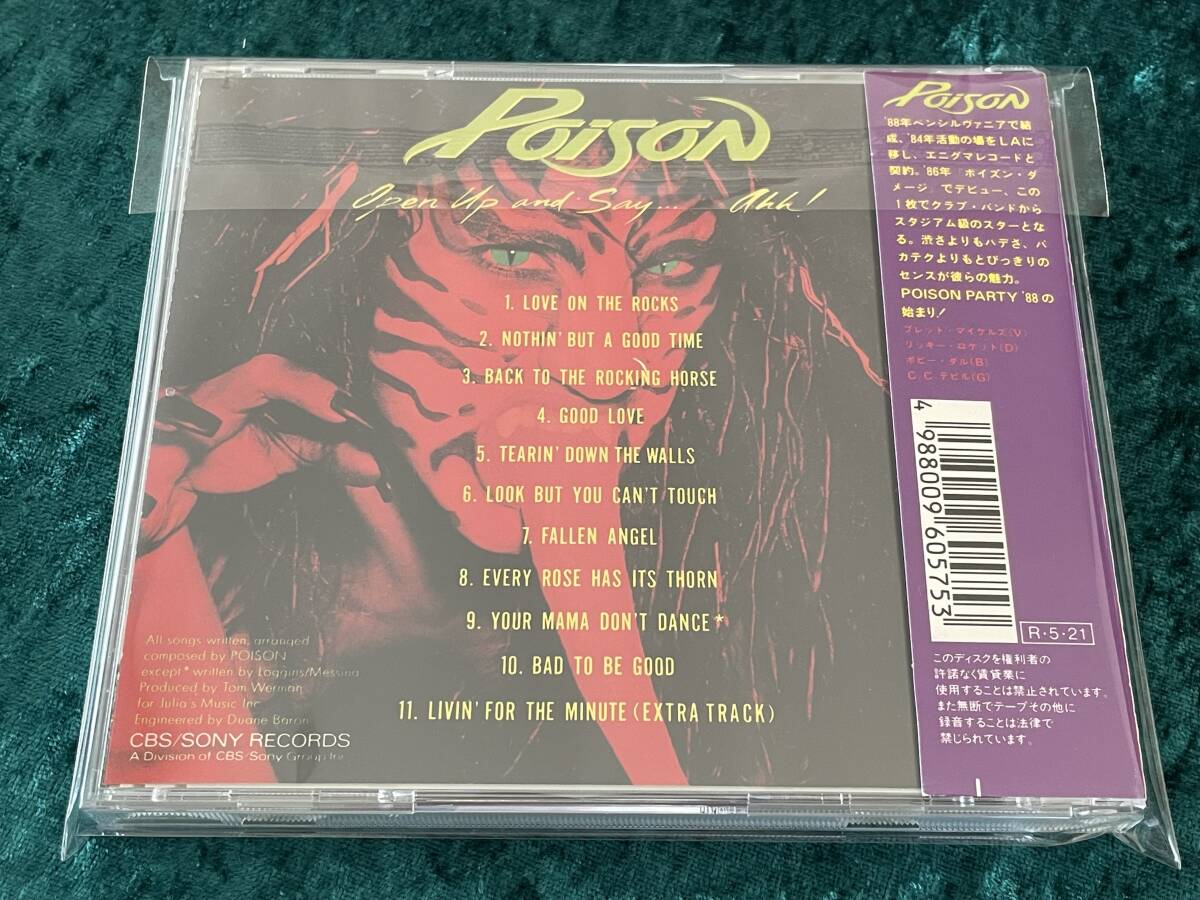 POISON
Open Up and Say... Ahh!
1. LOVE ON THE ROCKS
2. NOTHIN' BUT A GOOD TIME
3. BACK TO THE ROCKING HORSE
4. GOOD LOVE
5. TEARIN' DOWN THE WALLS
6. LOOK BUT YOU CAN'T TOUCH
7. FALLEN ANGEL
8. EVERY ROSE HAS ITS THORN
9. YOUR MAMA DON'T DANCE*
10. BAD TO BE GOOD
11. LIVIN' FOR THE MINUTE (EXTRA TRACK)
All songs written, arranged
composed by POISON
except* written by Loggins/Messina
Produced by Tom Werman
for Julia's Music Inc.
Engineered by Duane Baron
CBS/SONY RECORDS
A Division of CBS/Sony Group Inc.
POISON
'88年ペンシルヴァニアで結
成、'84年活動の場をLAに
移し、エニグマレコードと
契約。'86年「ポイズン・ダ
メージ」でデビュー、この
1枚でクラブ・バンドから
スタジアム級のスターとな
る。渋さよりもハデさ、バ
カテクよりもとびっきりの
センスが彼らの魅力。
POISON PARTY '88の
始まり!
ブレット・マイケルズ(V)
リッキー・ロケット(D)
ボビー・ダル(B)
C.C.デビル(G)
4 988009 605753
R・5・21
このディスクを権利者の
許諾なく賃貸業に
使用することは禁止されています。
また無断でテープその他に
録音することは法律で
禁じられています。